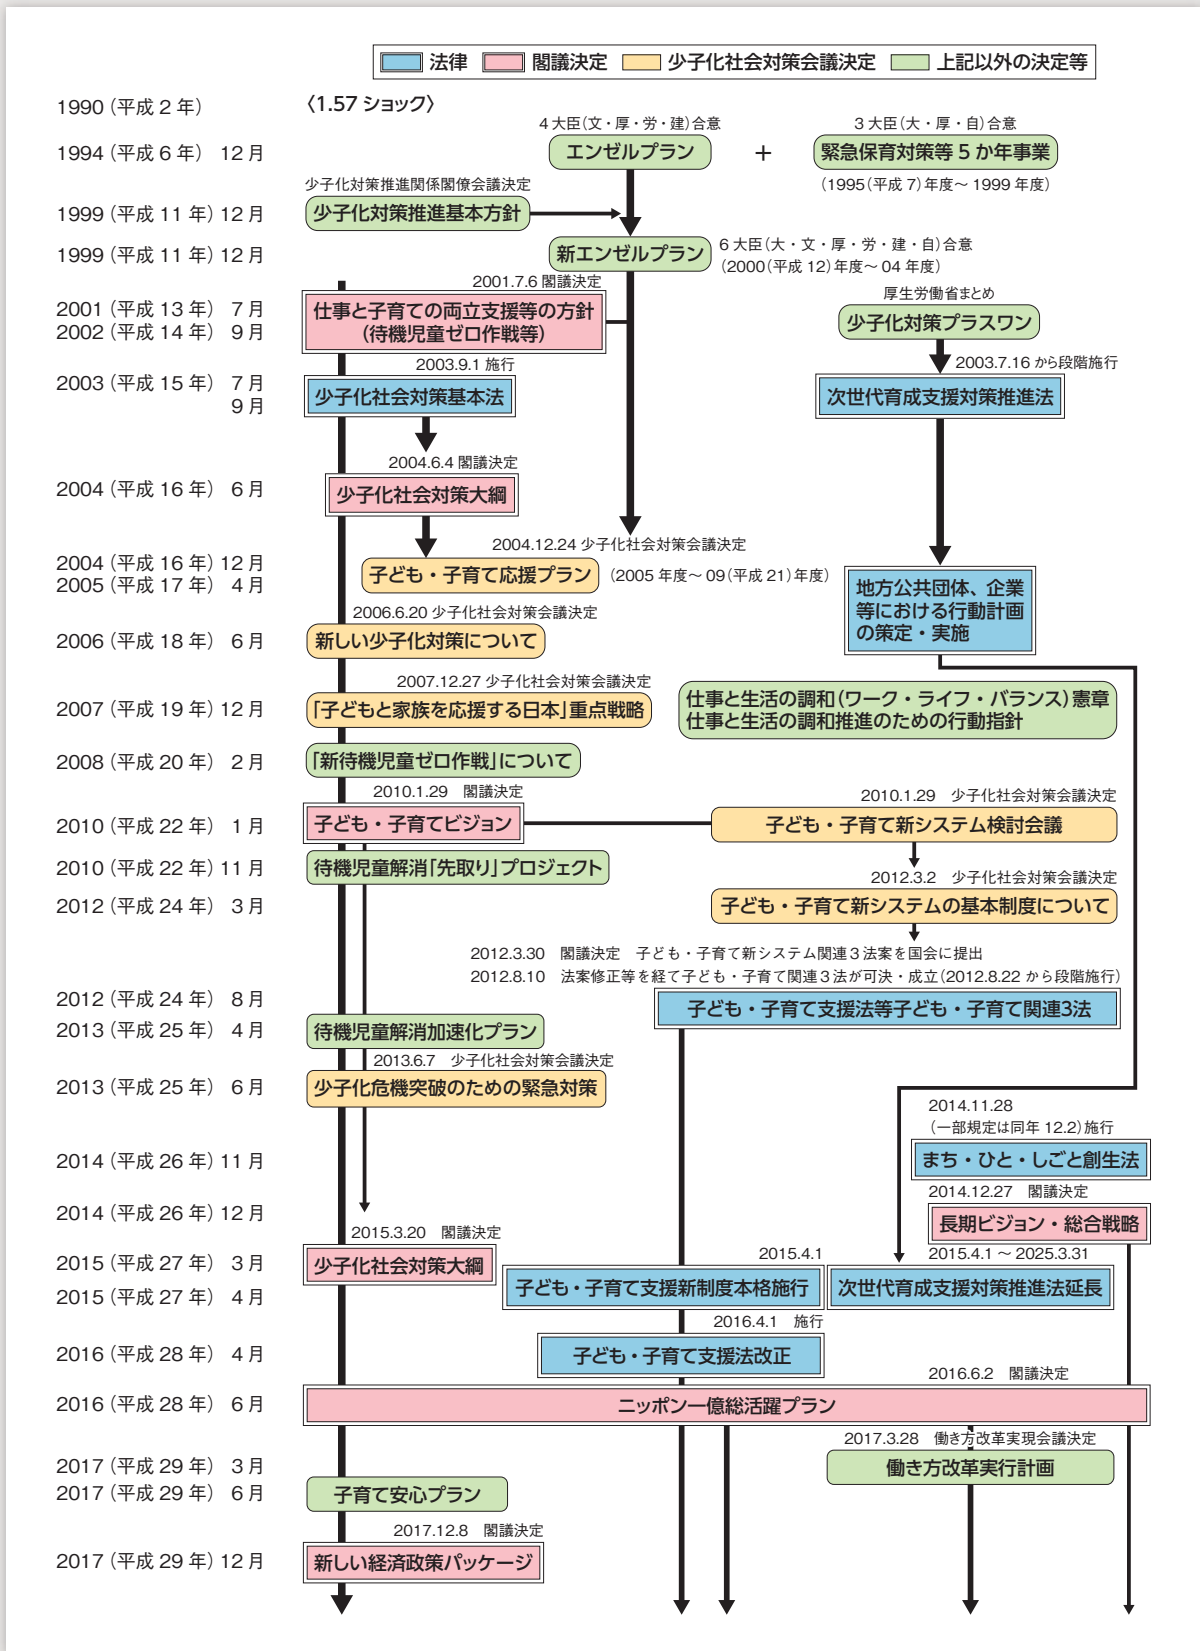 法律 閣議決定 少子化社会対策会議決定 上記以外の決定等
1990（平成 2 年） 〈1.57 ショック〉
4 大臣（文・厚・労・建）合意 3 大臣（大・厚・自）合意
1994（平成 6 年） 12 月 エンゼルプラン + 緊急保育対策等 5 か年事業
（1995（平成 7）年度～ 1999 年度）
少子化対策推進関係閣僚会議決定
1999（平成 11 年）12 月 少子化対策推進基本方針
1999（平成 11 年）12 月 新エンゼルプラン
6 大臣（大・文・厚・労・建・自）合意
（2000（平成 12）年度～ 04 年度）
2001.7.6 閣議決定
厚生労働省まとめ
2001（平成 13 年） 7 月 仕事と子育ての両立支援等の方針
2002（平成 14 年） 9 月 （待機児童ゼロ作戦等）
少子化対策プラスワン
2003.9.1 施行 2003.7.16 から段階施行
2003（平成 15 年） 7 月
9 月
少子化社会対策基本法 次世代育成支援対策推進法
2004.6.4 閣議決定
2004（平成 16 年） 6 月 少子化社会対策大綱
2004.12.24 少子化社会対策会議決定
2004（平成 16 年）12 月
2005（平成 17 年） 4 月
子ども・子育て応援プラン （2005 年度～ 09（平成 21）年度）
地方公共団体、企業
等における行動計画
の策定・実施
2006.6.20 少子化社会対策会議決定
2006（平成 18 年） 6 月 新しい少子化対策について
2007.12.27 少子化社会対策会議決定
2007（平成 19 年）12 月 「子どもと家族を応援する日本」重点戦略
仕事と生活の調和（ワーク・ライフ・バランス）憲章
仕事と生活の調和推進のための行動指針
2008（平成 20 年） 2 月 「新待機児童ゼロ作戦」について
2010.1.29 閣議決定 2010.1.29 少子化社会対策会議決定
2010（平成 22 年） 1 月 子ども・子育てビジョン 子ども・子育て新システム検討会議
2010（平成 22 年）11 月 待機児童解消「先取り」プロジェクト
2012.3.2 少子化社会対策会議決定
2012（平成 24 年） 3 月 子ども・子育て新システムの基本制度について
2012.3.30 閣議決定 子ども・子育て新システム関連３法案を国会に提出
2012.8.10 法案修正等を経て子ども・子育て関連３法が可決・成立（2012.8.22 から段階施行）
2012（平成 24 年） 8 月 子ども・子育て支援法等子ども・子育て関連3法
2013（平成 25 年） 4 月 待機児童解消加速化プラン
2013.6.7 少子化社会対策会議決定
2013（平成 25 年） 6 月 少子化危機突破のための緊急対策
2014.11.28
（一部規定は同年 12.2）施行
2014（平成 26 年）11 月 まち・ひと・しごと創生法
2014.12.27 閣議決定
2014（平成 26 年）12 月 長期ビジョン・総合戦略
2015.3.20 閣議決定
2015（平成 27 年） 3 月 少子化社会対策大綱
2015.4.1 2015.4.1 ～ 2025.3.31
2015（平成 27 年） 4 月 子ども・子育て支援新制度本格施行 次世代育成支援対策推進法延長
2016.4.1 施行
2016（平成 28 年） 4 月 子ども・子育て支援法改正
2016.6.2 閣議決定
2016（平成 28 年） 6 月 ニッポン一億総活躍プラン
2017.3.28 働き方改革実現会議決定
2017（平成 29 年） 3 月 働き方改革実行計画
2017（平成 29 年） 6 月 子育て安心プラン
2017.12.8 閣議決定
2017（平成 29 年）12 月 新しい経済政策パッケージ